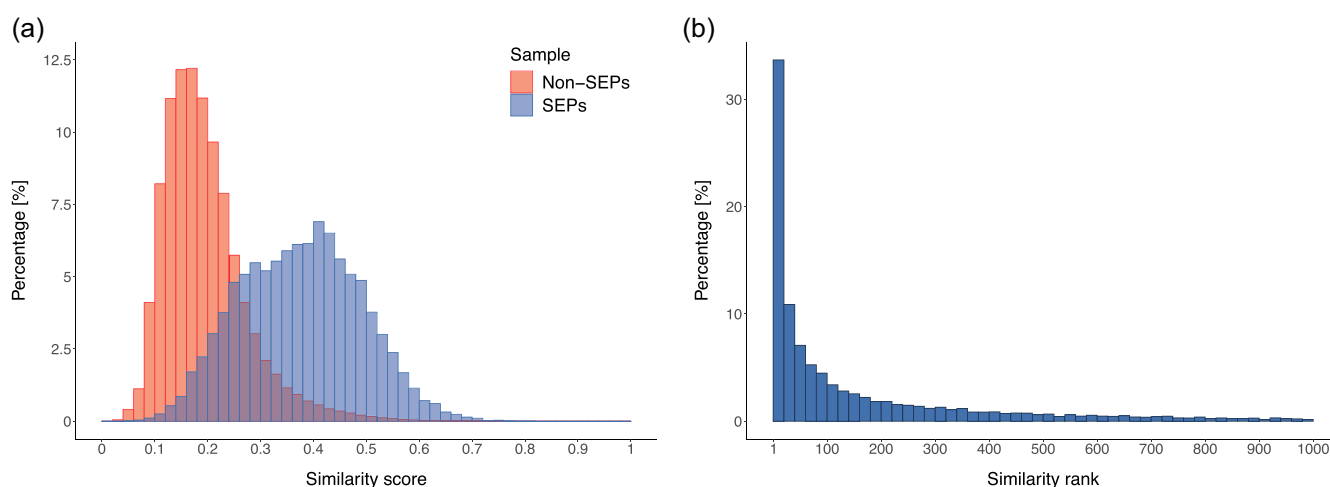 (a)
Sample
Non-SEPs
SEPs
Percentage [%]
12.5
10
7.5
5
2.5
0
0 0.1 0.2 0.3 0.4 0.5 0.6 0.7 0.8 0.9 1
Similarity score
(b)
Percentage [%]
30
20
10
0
1 100 200 300 400 500 600 700 800 900 1000
Similarity rank